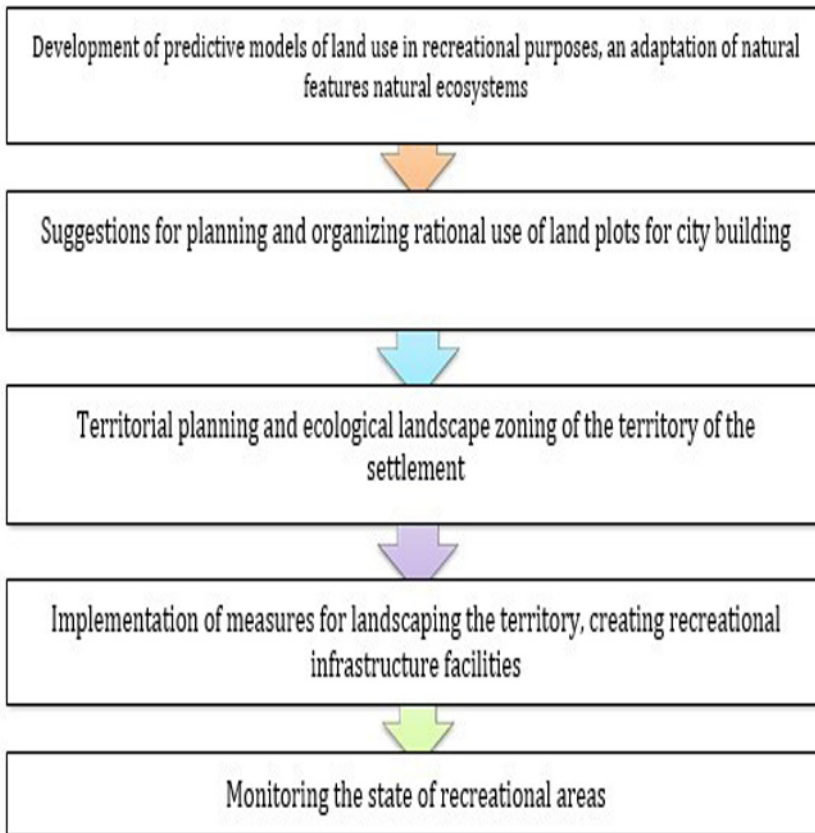 Development of predictive models of land use in recreational purposes, an adaptation of natural
features natural ecosystems
Suggestions for planning and organizing rational use of land plots for city building
Territorial planning and ecological landscape zoning of the territory of the
settlement
Implementation of measures for landscaping the territory, creating recreational
infrastructure facilities
Monitoring the state of recreational areas